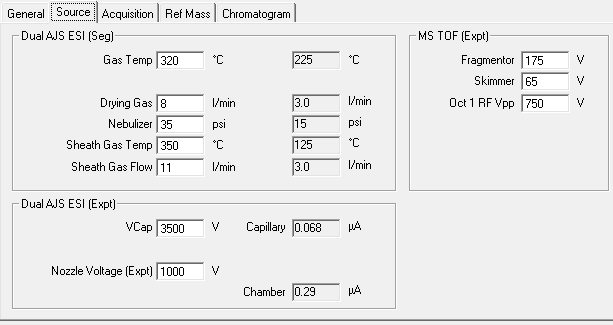 General Source Acquisition Ref Mass Chromatogram
Dual AJS ESI (Seg)
Gas Temp 320 °C 225 °C
Drying Gas 8 l/min 3.0 l/min
Nebulizer 35 psi 15 psi
Sheath Gas Temp 350 °C 125 °C
Sheath Gas Flow 11 l/min 3.0 l/min
MS TOF (Expt)
Fragmentor 175 V
Skimmer 65 V
Oct 1 RF Vpp 750 V
Dual AJS ESI (Expt)
VCap 3500 V Capillary 0.068 µA
Nozzle Voltage (Expt) 1000 V
Chamber 0.29 µA